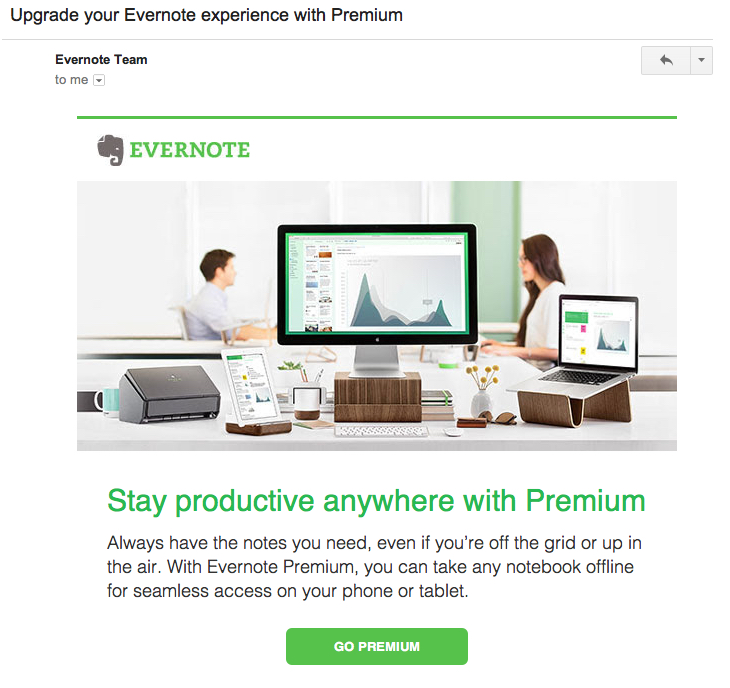 Upgrade your Evernote experience with Premium
Evernote Team
to me
EVERNOTE
Stay productive anywhere with Premium
Always have the notes you need, even if you're off the grid or up in
the air. With Evernote Premium, you can take any notebook offline
for seamless access on your phone or tablet.
GO PREMIUM